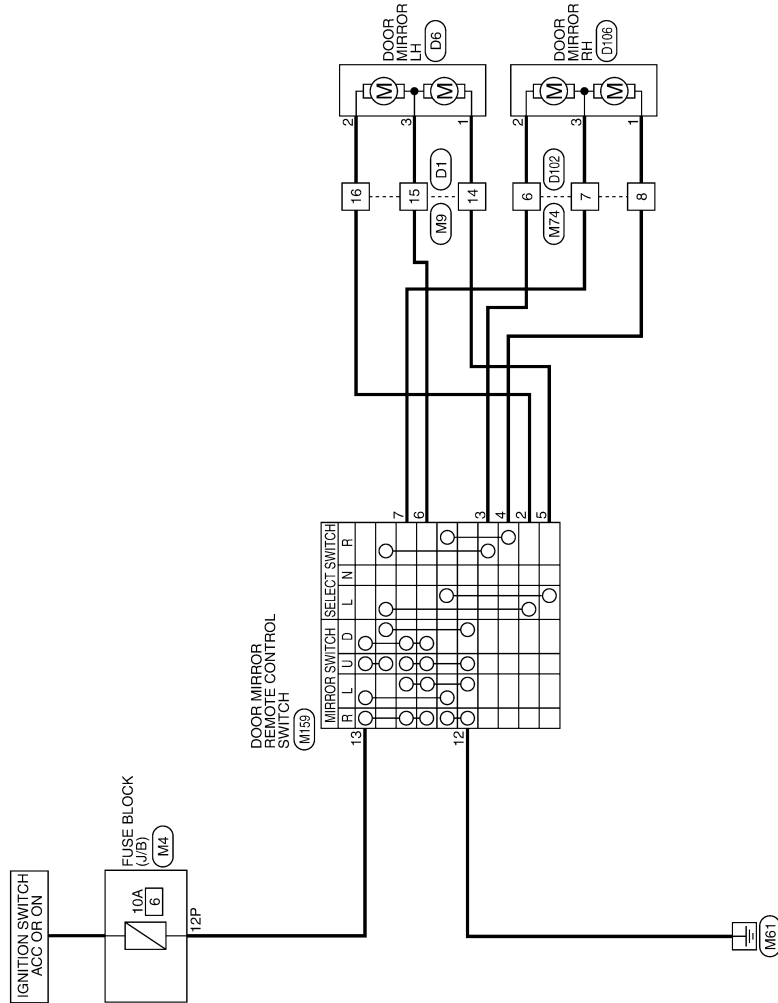 IGNITION SWITCH
ACC OR ON
FUSE BLOCK
(J/B)
M4
10A
6
12P
M61
DOOR MIRROR
REMOTE CONTROL
SWITCH
M159
13
12
MIRROR SWITCH
SELECT SWITCH
R L U D L N R
7
6
3
4
2
5
16
15
14
M9
D1
6
7
8
M74
D102
2
3
1
M
M
DOOR
MIRROR
LH
D6
2
3
1
M
M
DOOR
MIRROR
RH
D106